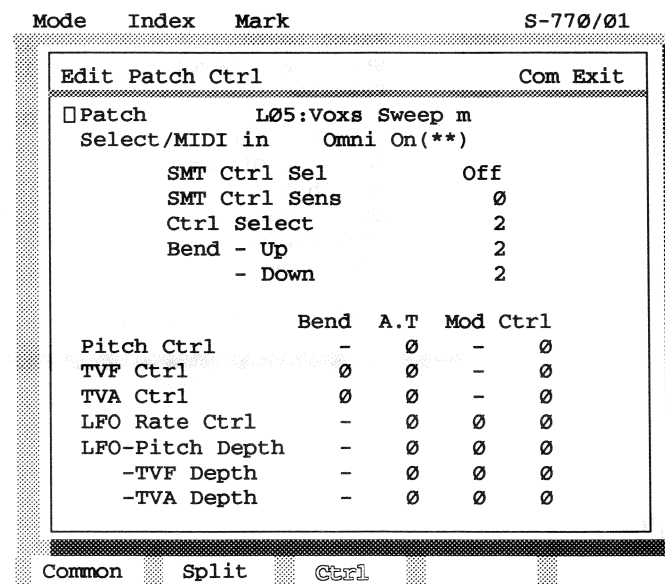 Mode Index Mark S-770/01
Edit Patch Ctrl Com Exit
Patch L05:Voxs Sweep m
Select/MIDI in Omni On(**)
SMT Ctrl Sel Off
SMT Ctrl Sens 0
Ctrl Select 2
Bend - Up 2
- Down 2
Bend A.T Mod Ctrl
Pitch Ctrl - 0 - 0
TVF Ctrl 0 0 - 0
TVA Ctrl 0 0 - 0
LFO Rate Ctrl - 0 0 0
LFO-Pitch Depth - 0 0 0
-TVF Depth - 0 0 0
-TVA Depth - 0 0 0
Common Split Ctrl